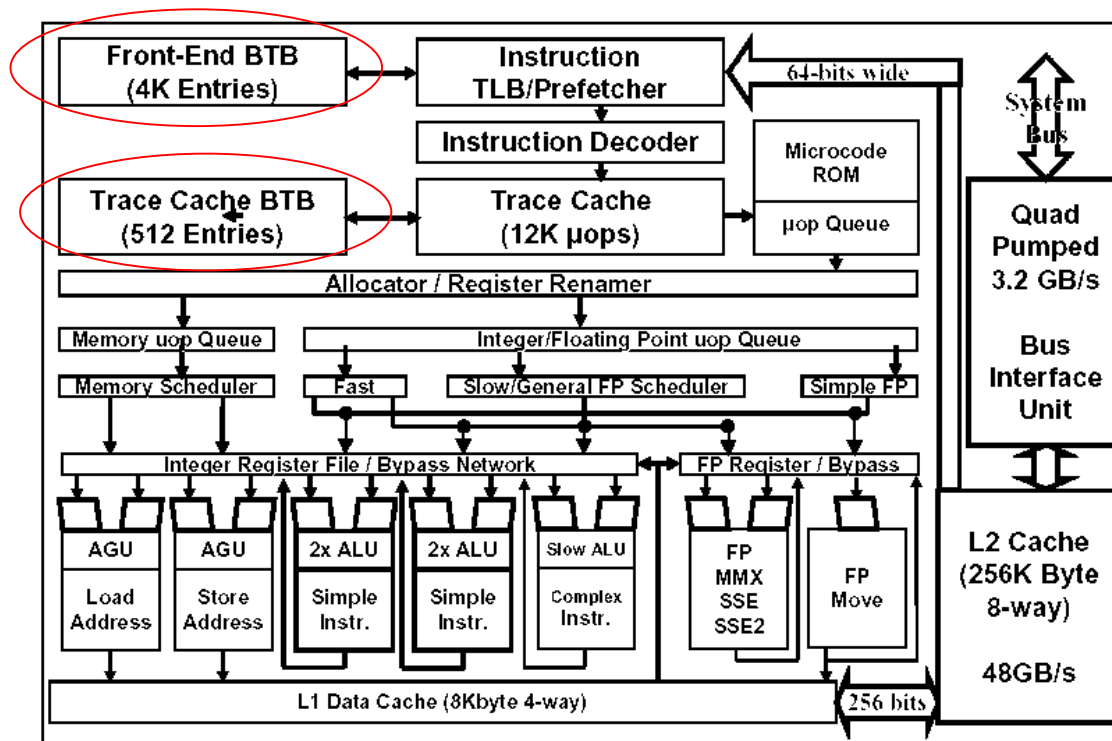 Front-End BTB
(4K Entries)
Instruction
TLB/Prefetcher
64-bits wide
System
Bus
Instruction Decoder
Microcode
ROM
µop Queue
Trace Cache BTB
(512 Entries)
Trace Cache
(12K µops)
Quad
Pumped
3.2 GB/s
Bus
Interface
Unit
Allocator / Register Renamer
Memory uop Queue
Integer/Floating Point uop Queue
Memory Scheduler
Fast
Slow/General FP Scheduler
Simple FP
Integer Register File / Bypass Network
FP Register / Bypass
AGU
Load
Address
AGU
Store
Address
2x ALU
Simple
Instr.
2x ALU
Simple
Instr.
Slow ALU
Complex
Instr.
FP
MMX
SSE
SSE2
FP
Move
L2 Cache
(256K Byte
8-way)
48GB/s
L1 Data Cache (8Kbyte 4-way)
256 bits